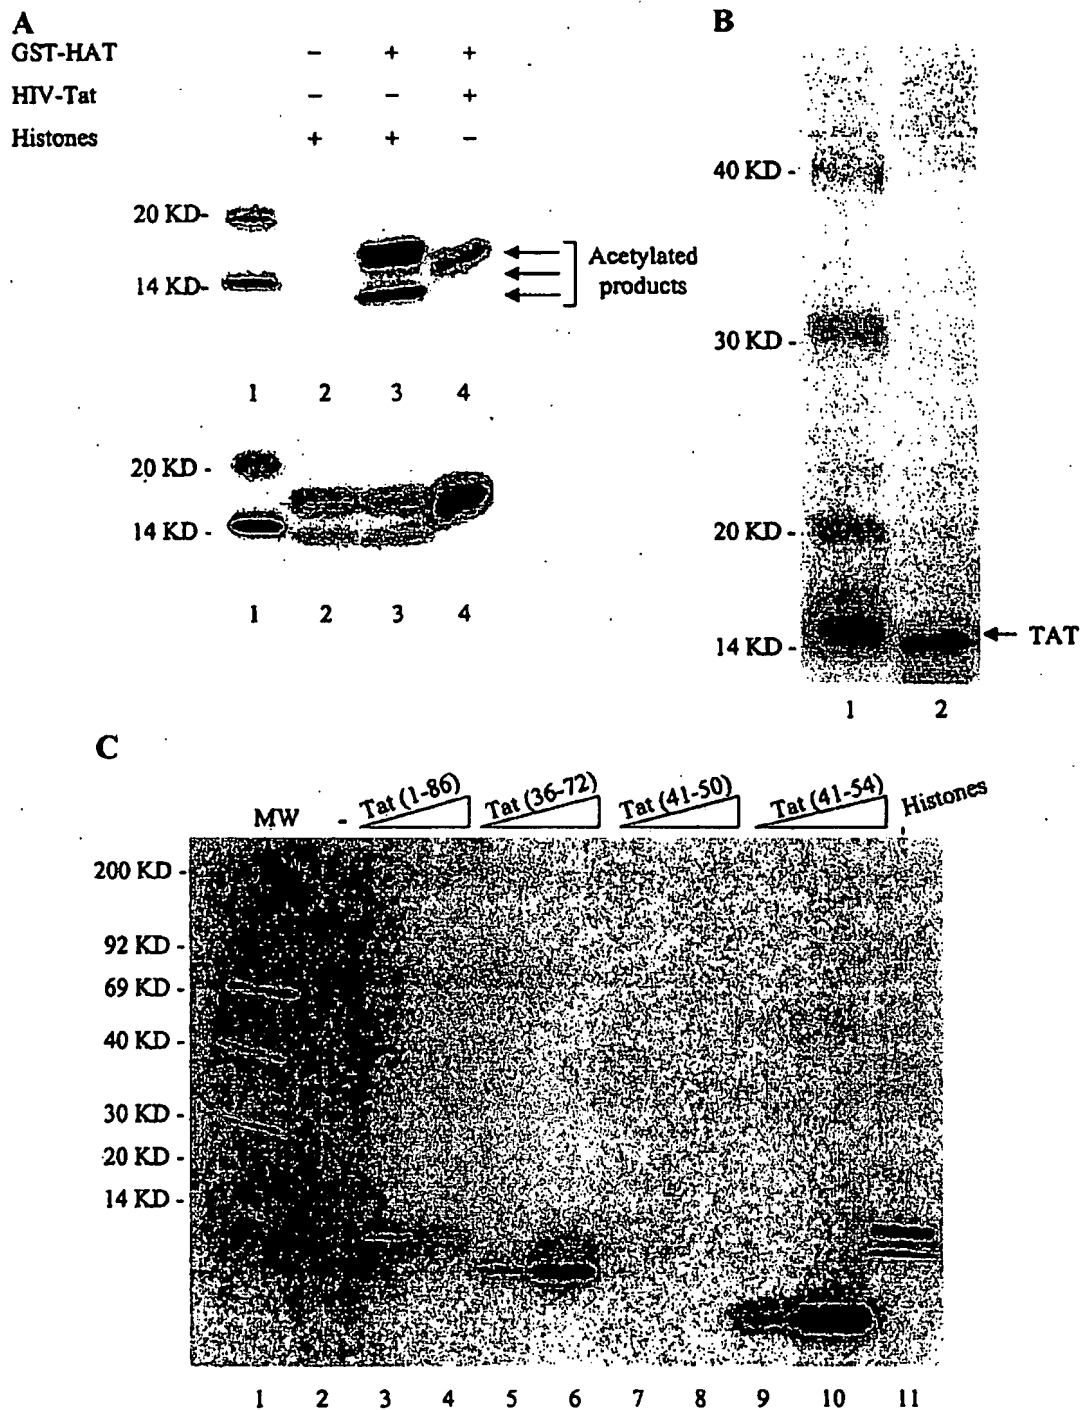 A
GST-HAT - + +
HIV-Tat - - +
Histones + + -
20 KD-
14 KD-
Acetylated
products
1 2 3 4
20 KD -
14 KD -
1 2 3 4
B
40 KD -
30 KD -
20 KD -
14 KD -
TAT
1 2
C
MW - Tat (1-86) Tat (36-72) Tat (41-50) Tat (41-54) Histones
200 KD -
92 KD -
69 KD -
40 KD -
30 KD -
20 KD -
14 KD -
1 2 3 4 5 6 7 8 9 10 11